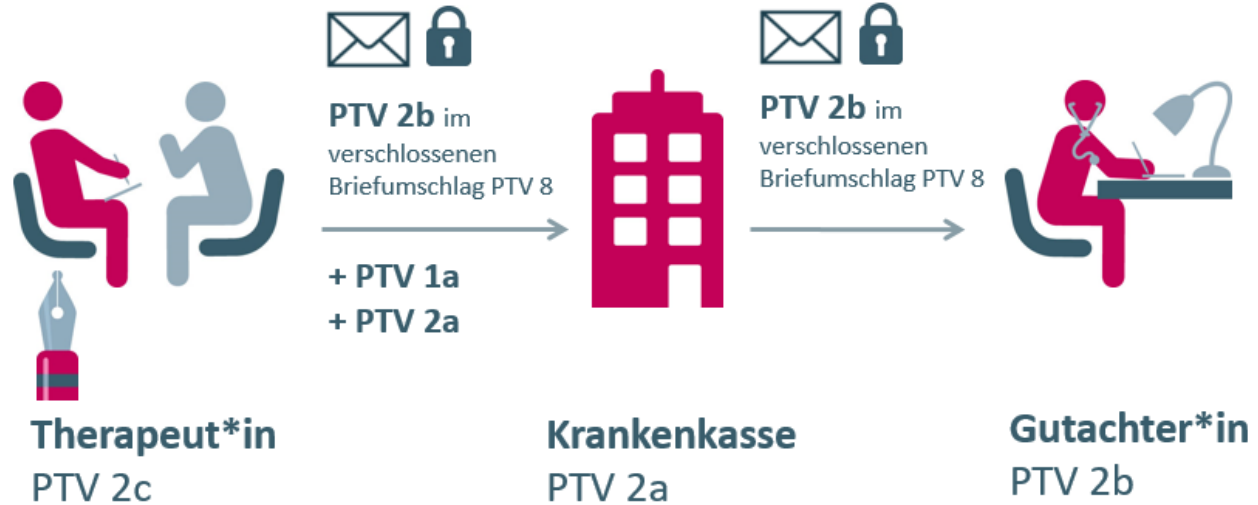 PTV 2b im
verschlossenen
Briefumschlag PTV 8
+ PTV 1a
+ PTV 2a
PTV 2b im
verschlossenen
Briefumschlag PTV 8
Therapeut*in
PTV 2c
Krankenkasse
PTV 2a
Gutachter*in
PTV 2b